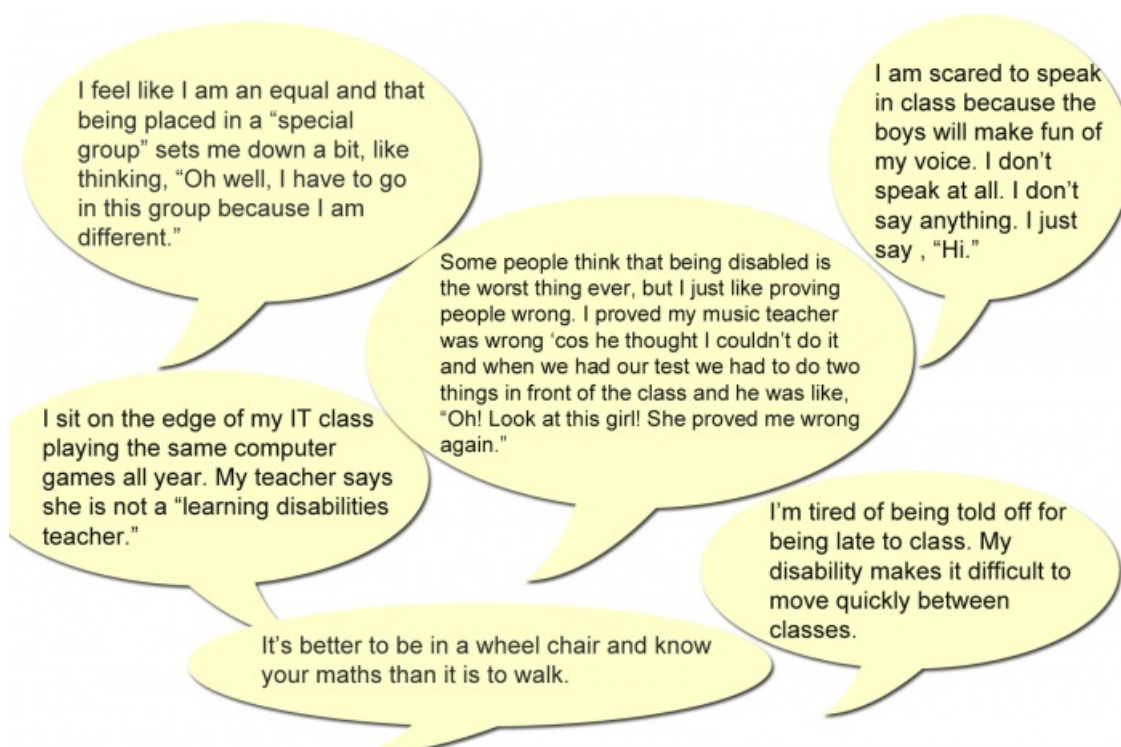 I feel like I am an equal and that
being placed in a “special
group” sets me down a bit, like
thinking, “Oh well, I have to go
in this group because I am
different.”
I am scared to speak
in class because the
boys will make fun of
my voice. I don’t
speak at all. I don’t
say anything. I just
say , “Hi.”
Some people think that being disabled is
the worst thing ever, but I just like proving
people wrong. I proved my music teacher
was wrong ‘cos he thought I couldn’t do it
and when we had our test we had to do two
things in front of the class and he was like,
“Oh! Look at this girl! She proved me wrong
again.”
I sit on the edge of my IT class
playing the same computer
games all year. My teacher says
she is not a “learning disabilities
teacher.”
I’m tired of being told off for
being late to class. My
disability makes it difficult to
move quickly between
classes.
It’s better to be in a wheel chair and know
your maths than it is to walk.